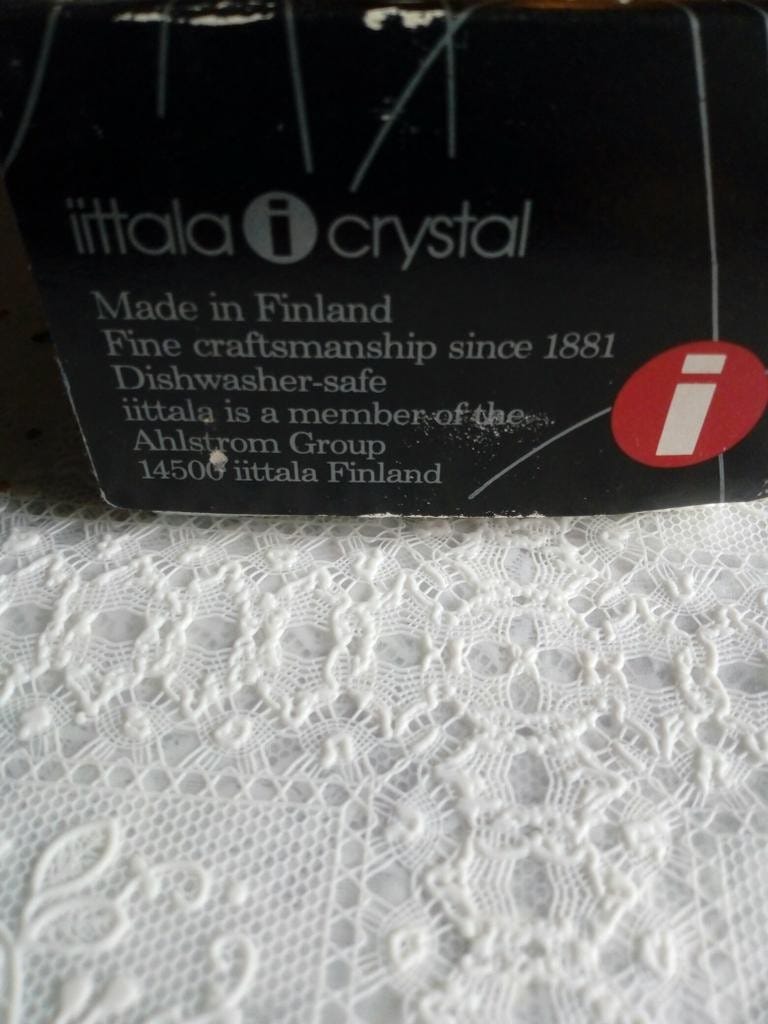 iittala i crystal
Made in Finland
Fine craftsmanship since 1881
Dishwasher-safe
iittala is a member of the
Ahlstrom Group
14500 iittala Finland
i